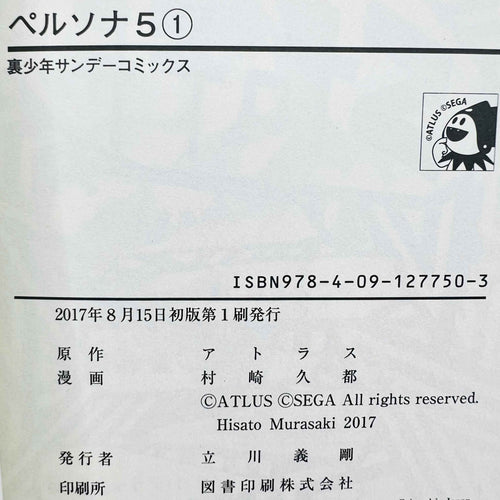 ペルソナ5①
裏少年サンデーコミックス
©ATLUS ©SEGA
ISBN978-4-09-127750-3
2017年8月15日初版第1刷発行
原作 アトラス
漫画 村崎久都
©ATLUS ©SEGA All rights reserved.
Hisato Murasaki 2017
発行者 立川義剛
印刷所 図書印刷株式会社